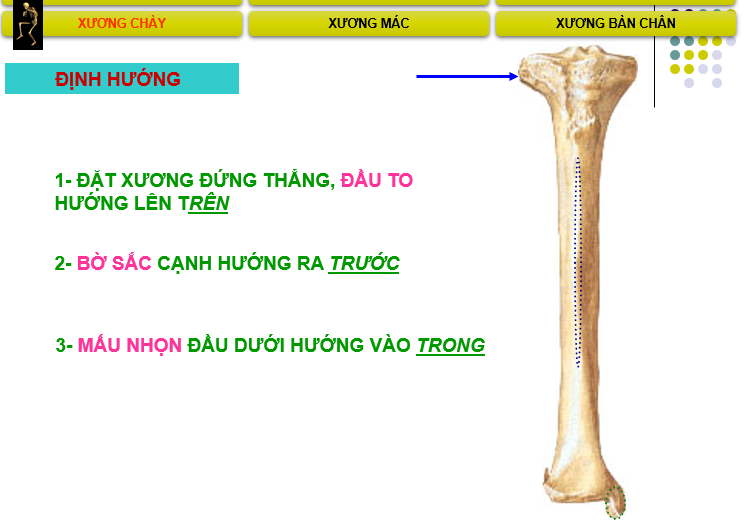 XƯƠNG CHÀY
XƯƠNG MÁC
XƯƠNG BÀN CHÂN
ĐỊNH HƯỚNG
1- ĐẶT XƯƠNG ĐỨNG THẲNG, ĐẦU TO
HƯỚNG LÊN TRÊN
2- BỜ SẮC CẠNH HƯỚNG RA TRƯỚC
3- MẤU NHỌN ĐẦU DƯỚI HƯỚNG VÀO TRONG